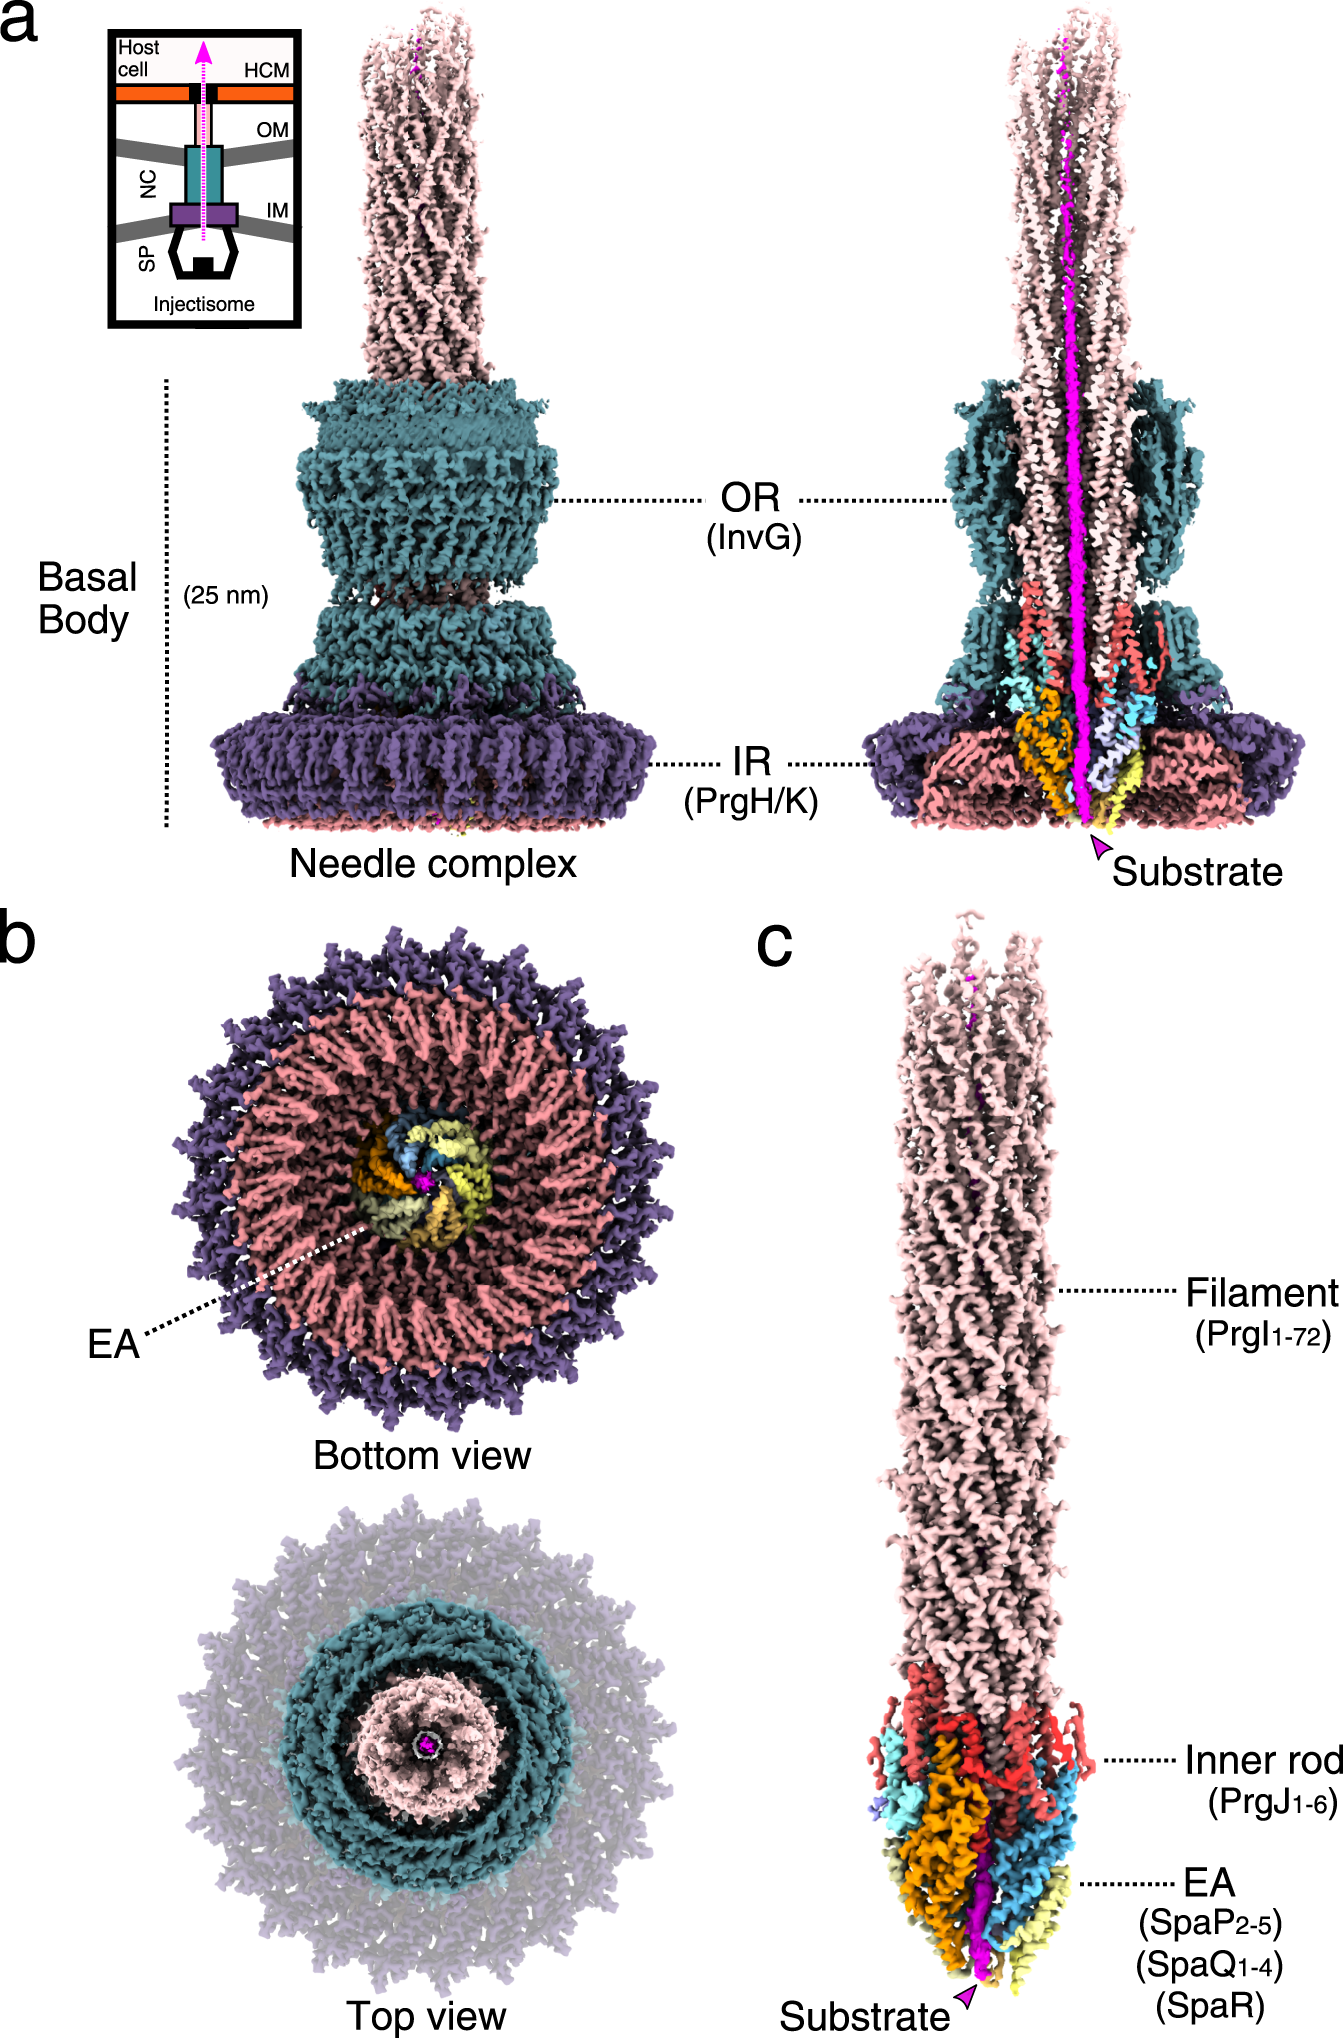 a
Host
cell
HCM
OM
NC
IM
SP
Injectisome
Basal
Body
(25 nm)
OR
(InvG)
IR
(PrgH/K)
Needle complex
Substrate
b
EA
Bottom view
Top view
c
Filament
(PrgI1-72)
Inner rod
(PrgJ1-6)
EA
(SpaP2-5)
(SpaQ1-4)
(SpaR)
Substrate